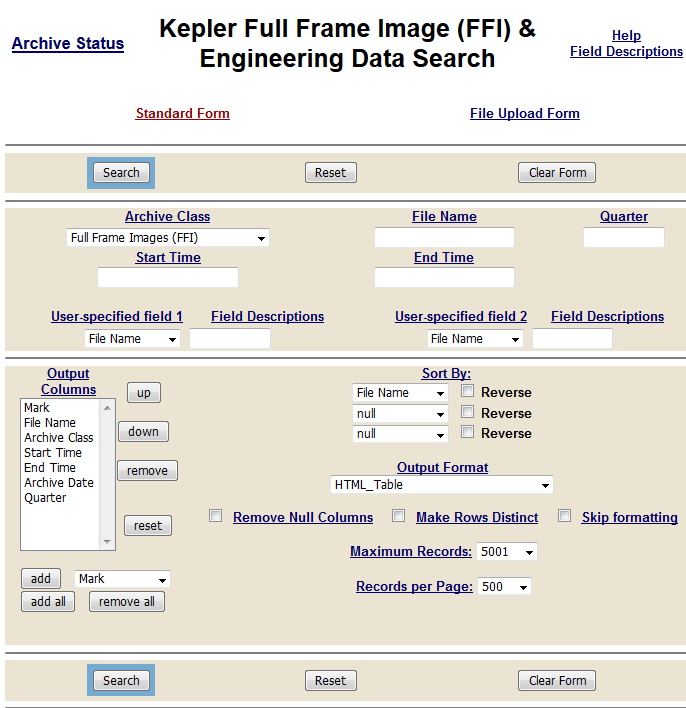 Archive Status
Kepler Full Frame Image (FFI) &
Engineering Data Search
Help
Field Descriptions
Standard Form
File Upload Form
Search
Reset
Clear Form
Archive Class
File Name
Quarter
Full Frame Images (FFI)
Start Time
End Time
User-specified field 1
Field Descriptions
User-specified field 2
Field Descriptions
File Name
File Name
Output
Columns
Mark
File Name
Archive Class
Start Time
End Time
Archive Date
Quarter
up
down
remove
reset
add
Mark
add all
remove all
Sort By:
File Name
Reverse
null
Reverse
null
Reverse
Output Format
HTML_Table
Remove Null Columns
Make Rows Distinct
Skip formatting
Maximum Records:
5001
Records per Page:
500
Search
Reset
Clear Form